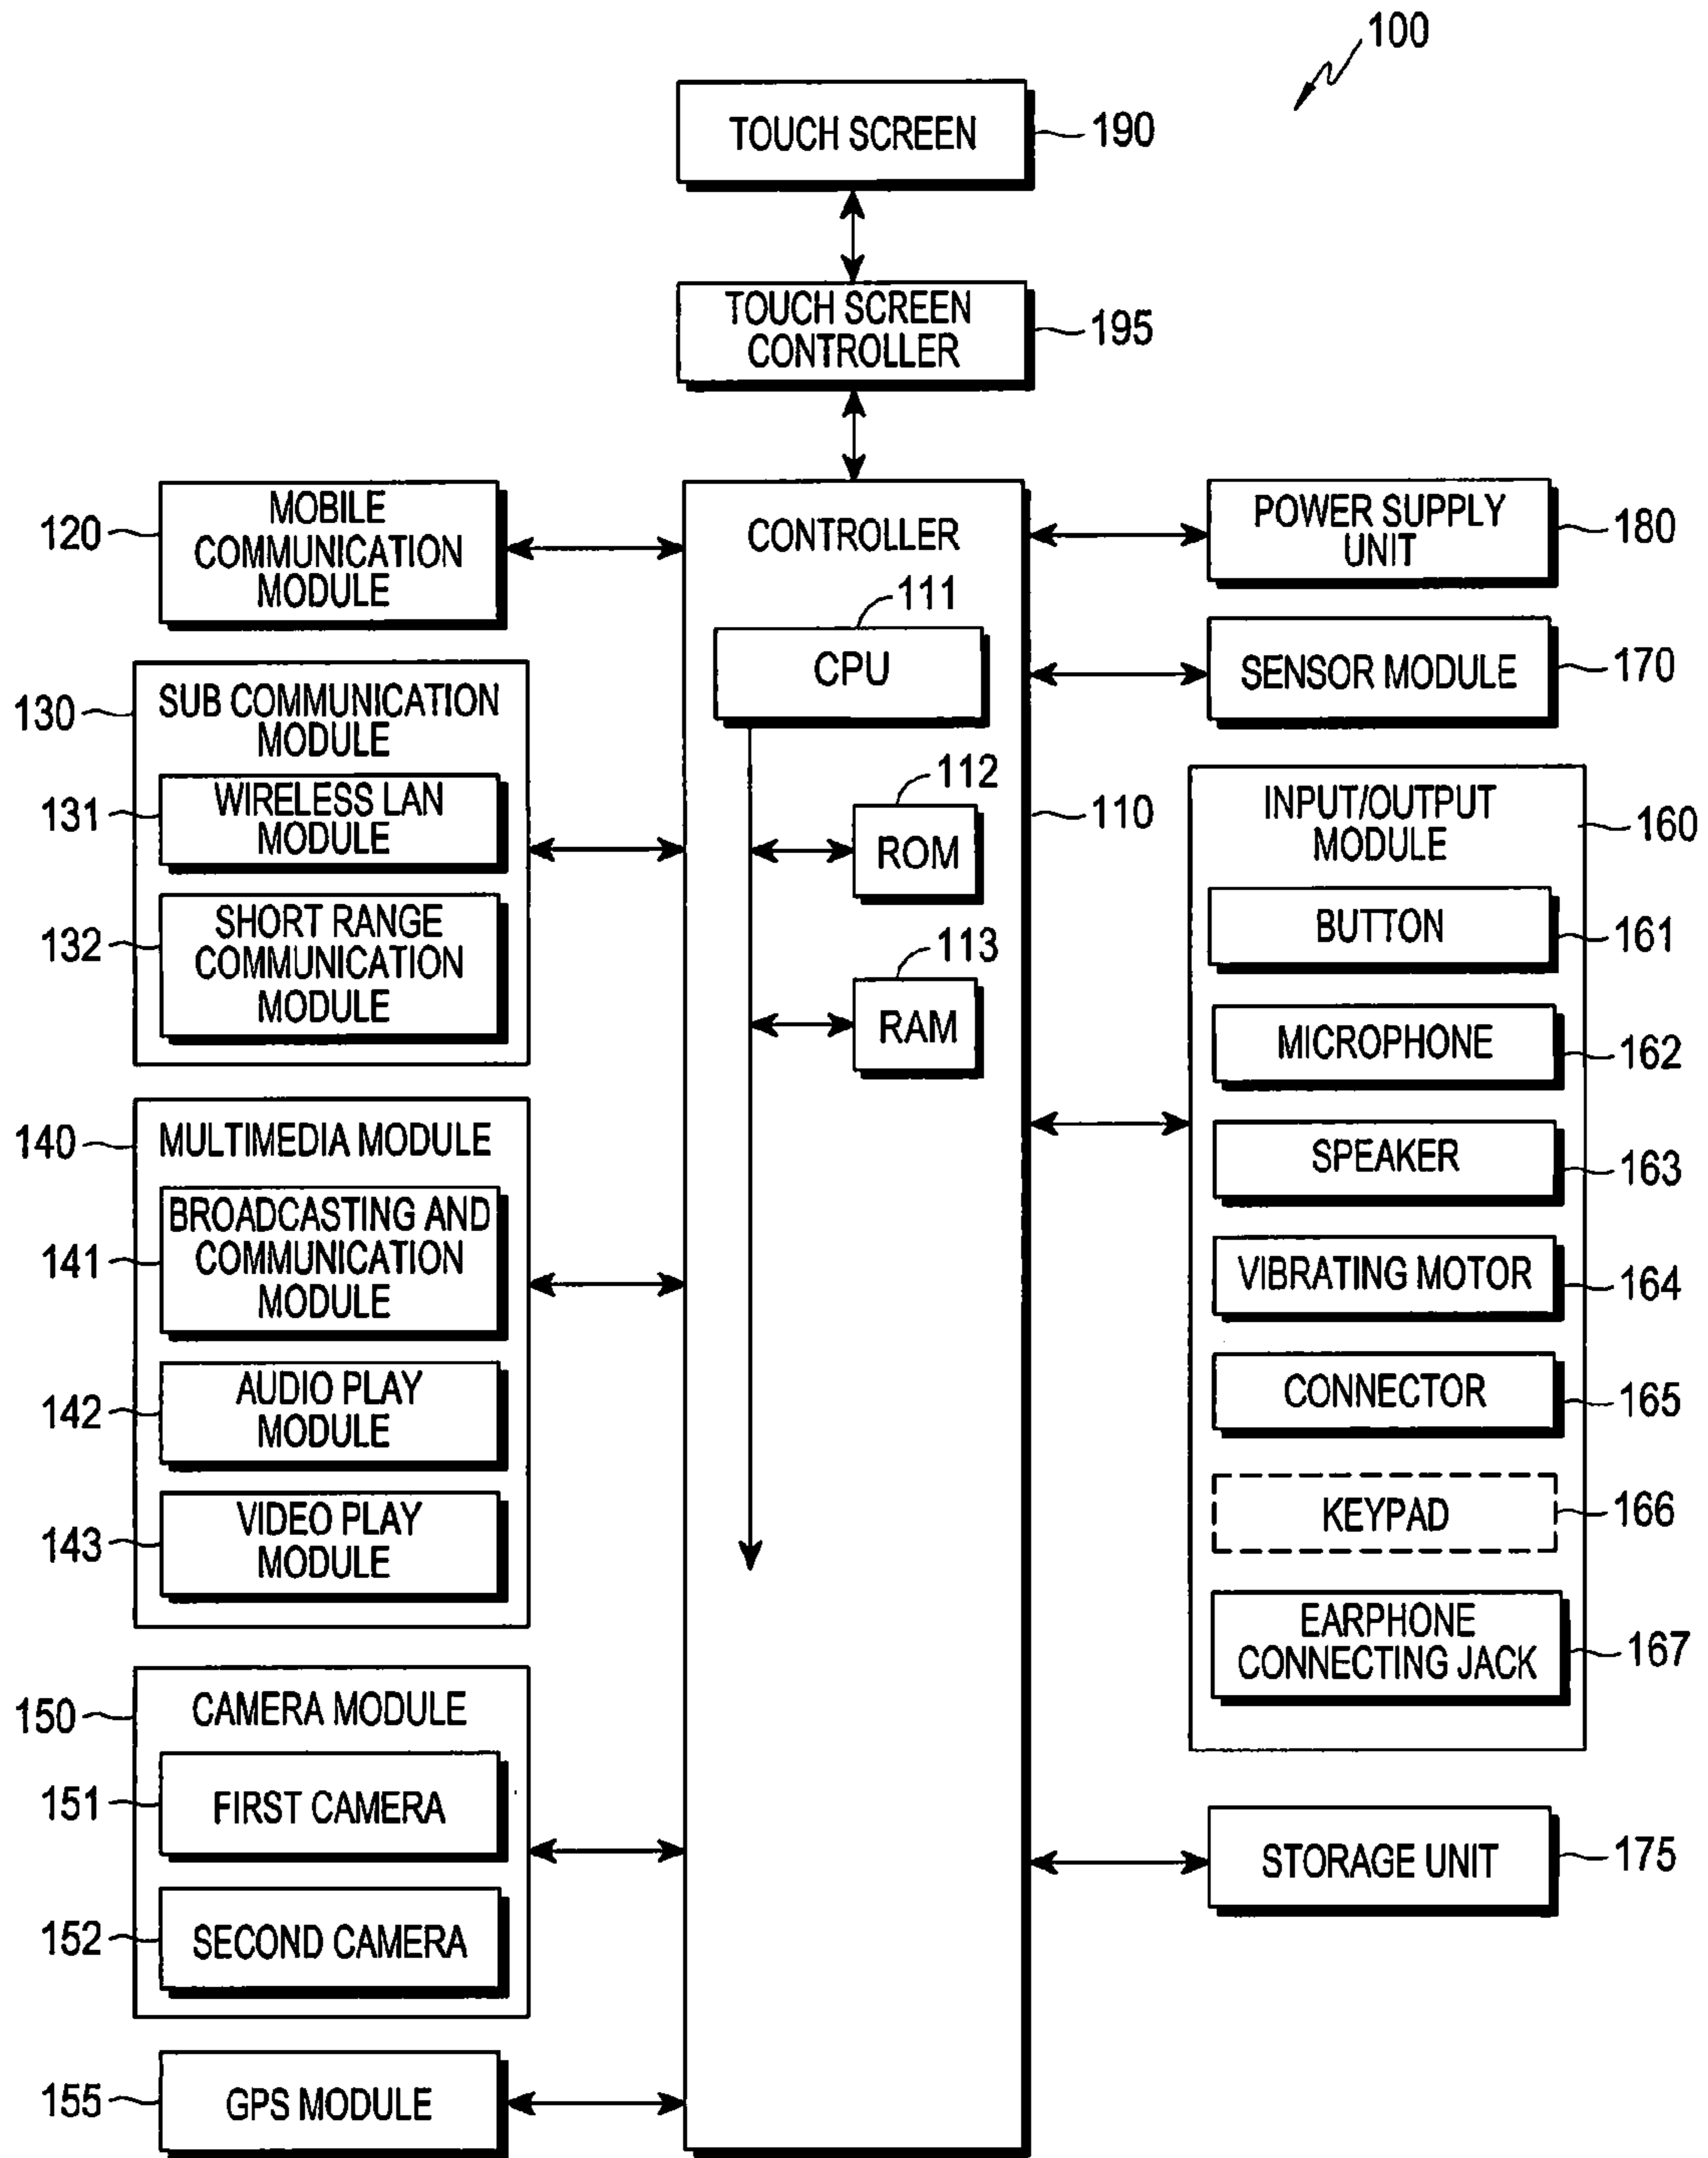 100
TOUCH SCREEN
190
TOUCH SCREEN
CONTROLLER
195
120
MOBILE
COMMUNICATION
MODULE
130
SUB COMMUNICATION
MODULE
131
WIRELESS LAN
MODULE
132
SHORT RANGE
COMMUNICATION
MODULE
140
MULTIMEDIA MODULE
141
BROADCASTING AND
COMMUNICATION
MODULE
142
AUDIO PLAY
MODULE
143
VIDEO PLAY
MODULE
150
CAMERA MODULE
151
FIRST CAMERA
152
SECOND CAMERA
155
GPS MODULE
CONTROLLER
111
CPU
112
ROM
110
113
RAM
POWER SUPPLY
UNIT
180
SENSOR MODULE
170
INPUT/OUTPUT
MODULE
160
BUTTON
161
MICROPHONE
162
SPEAKER
163
VIBRATING MOTOR
164
CONNECTOR
165
KEYPAD
166
EARPHONE
CONNECTING JACK
167
STORAGE UNIT
175